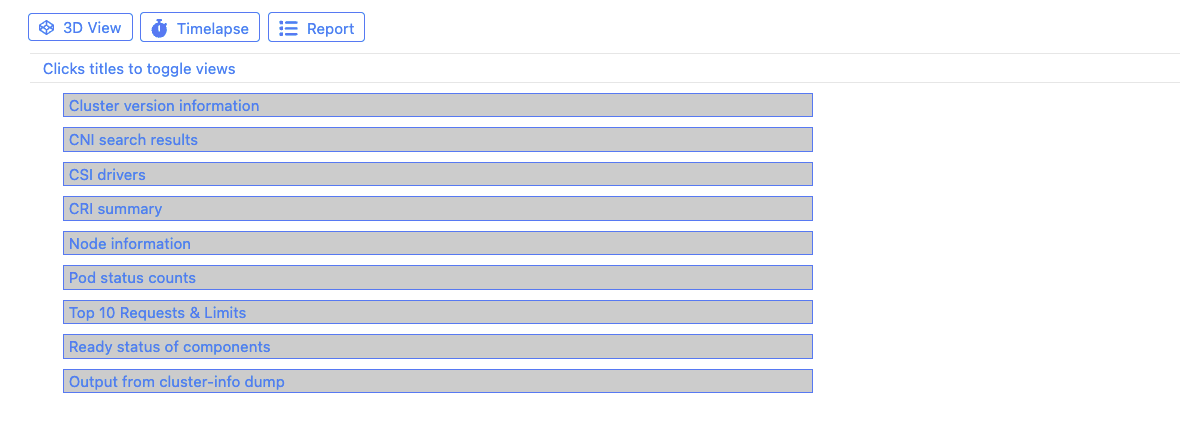 3D View Timelapse Report
Clicks titles to toggle views
Cluster version information
CNI search results
CSI drivers
CRI summary
Node information
Pod status counts
Top 10 Requests & Limits
Ready status of components
Output from cluster-info dump